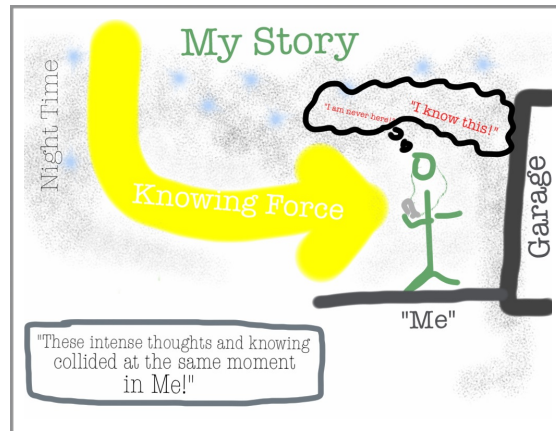 My Story
Night Time
"I am never here!"
"I know this!"
Knowing Force
Garage
"Me"
"These intense thoughts and knowing
collided at the same moment
in Me!"